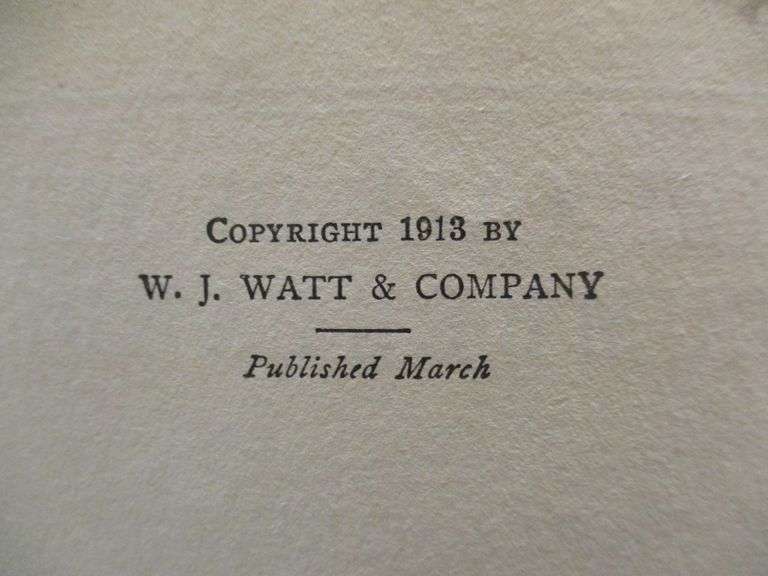 COPYRIGHT 1913 BY
W. J. WATT & COMPANY
Published March